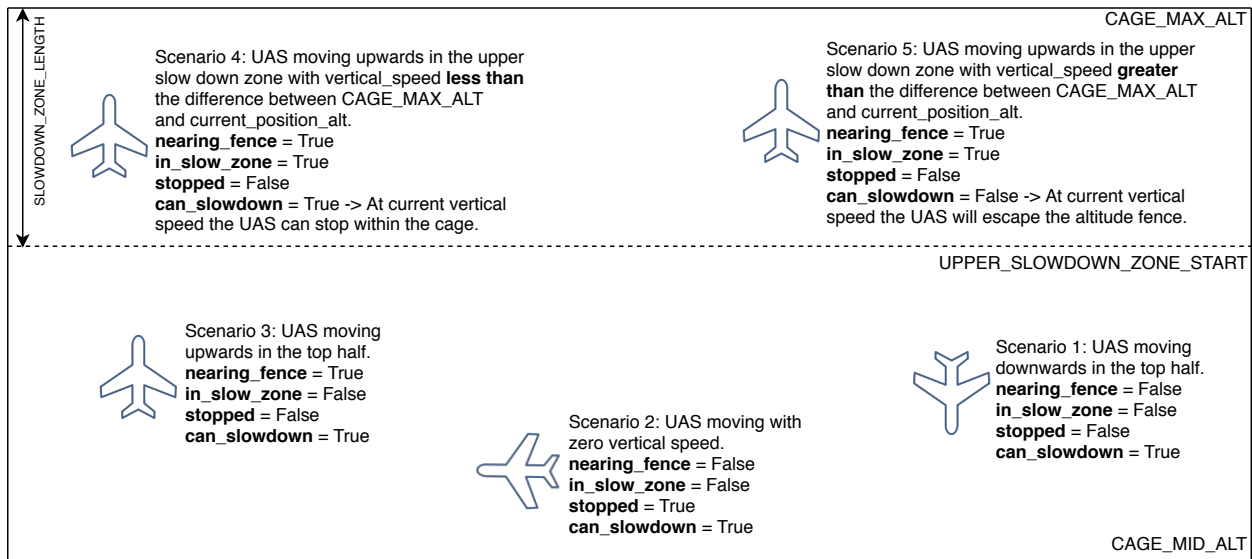 CAGE_MAX_ALT
SLOWDOWN_ZONE_LENGTH
Scenario 4: UAS moving upwards in the upper
slow down zone with vertical_speed less than
the difference between CAGE_MAX_ALT
and current_position_alt.
nearing_fence = True
in_slow_zone = True
stopped = False
can_slowdown = True -> At current vertical
speed the UAS can stop within the cage.
Scenario 5: UAS moving upwards in the upper
slow down zone with vertical_speed greater
than the difference between CAGE_MAX_ALT
and current_position_alt.
nearing_fence = True
in_slow_zone = True
stopped = False
can_slowdown = False -> At current vertical
speed the UAS will escape the altitude fence.
UPPER_SLOWDOWN_ZONE_START
Scenario 3: UAS moving
upwards in the top half.
nearing_fence = True
in_slow_zone = False
stopped = False
can_slowdown = True
Scenario 2: UAS moving with
zero vertical speed.
nearing_fence = False
in_slow_zone = False
stopped = True
can_slowdown = True
Scenario 1: UAS moving
downwards in the top half.
nearing_fence = False
in_slow_zone = False
stopped = False
can_slowdown = True
CAGE_MID_ALT